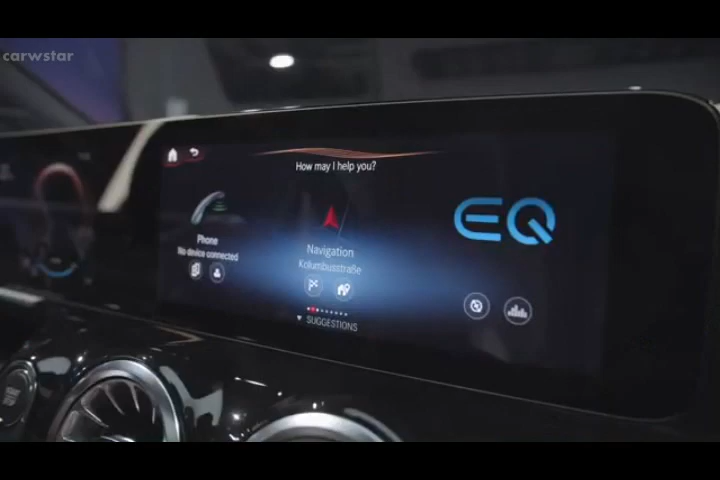 carwstar
How may I help you?
Phone
No device connected
Navigation
Kolumbusstraße
EQ
SUGGESTIONS